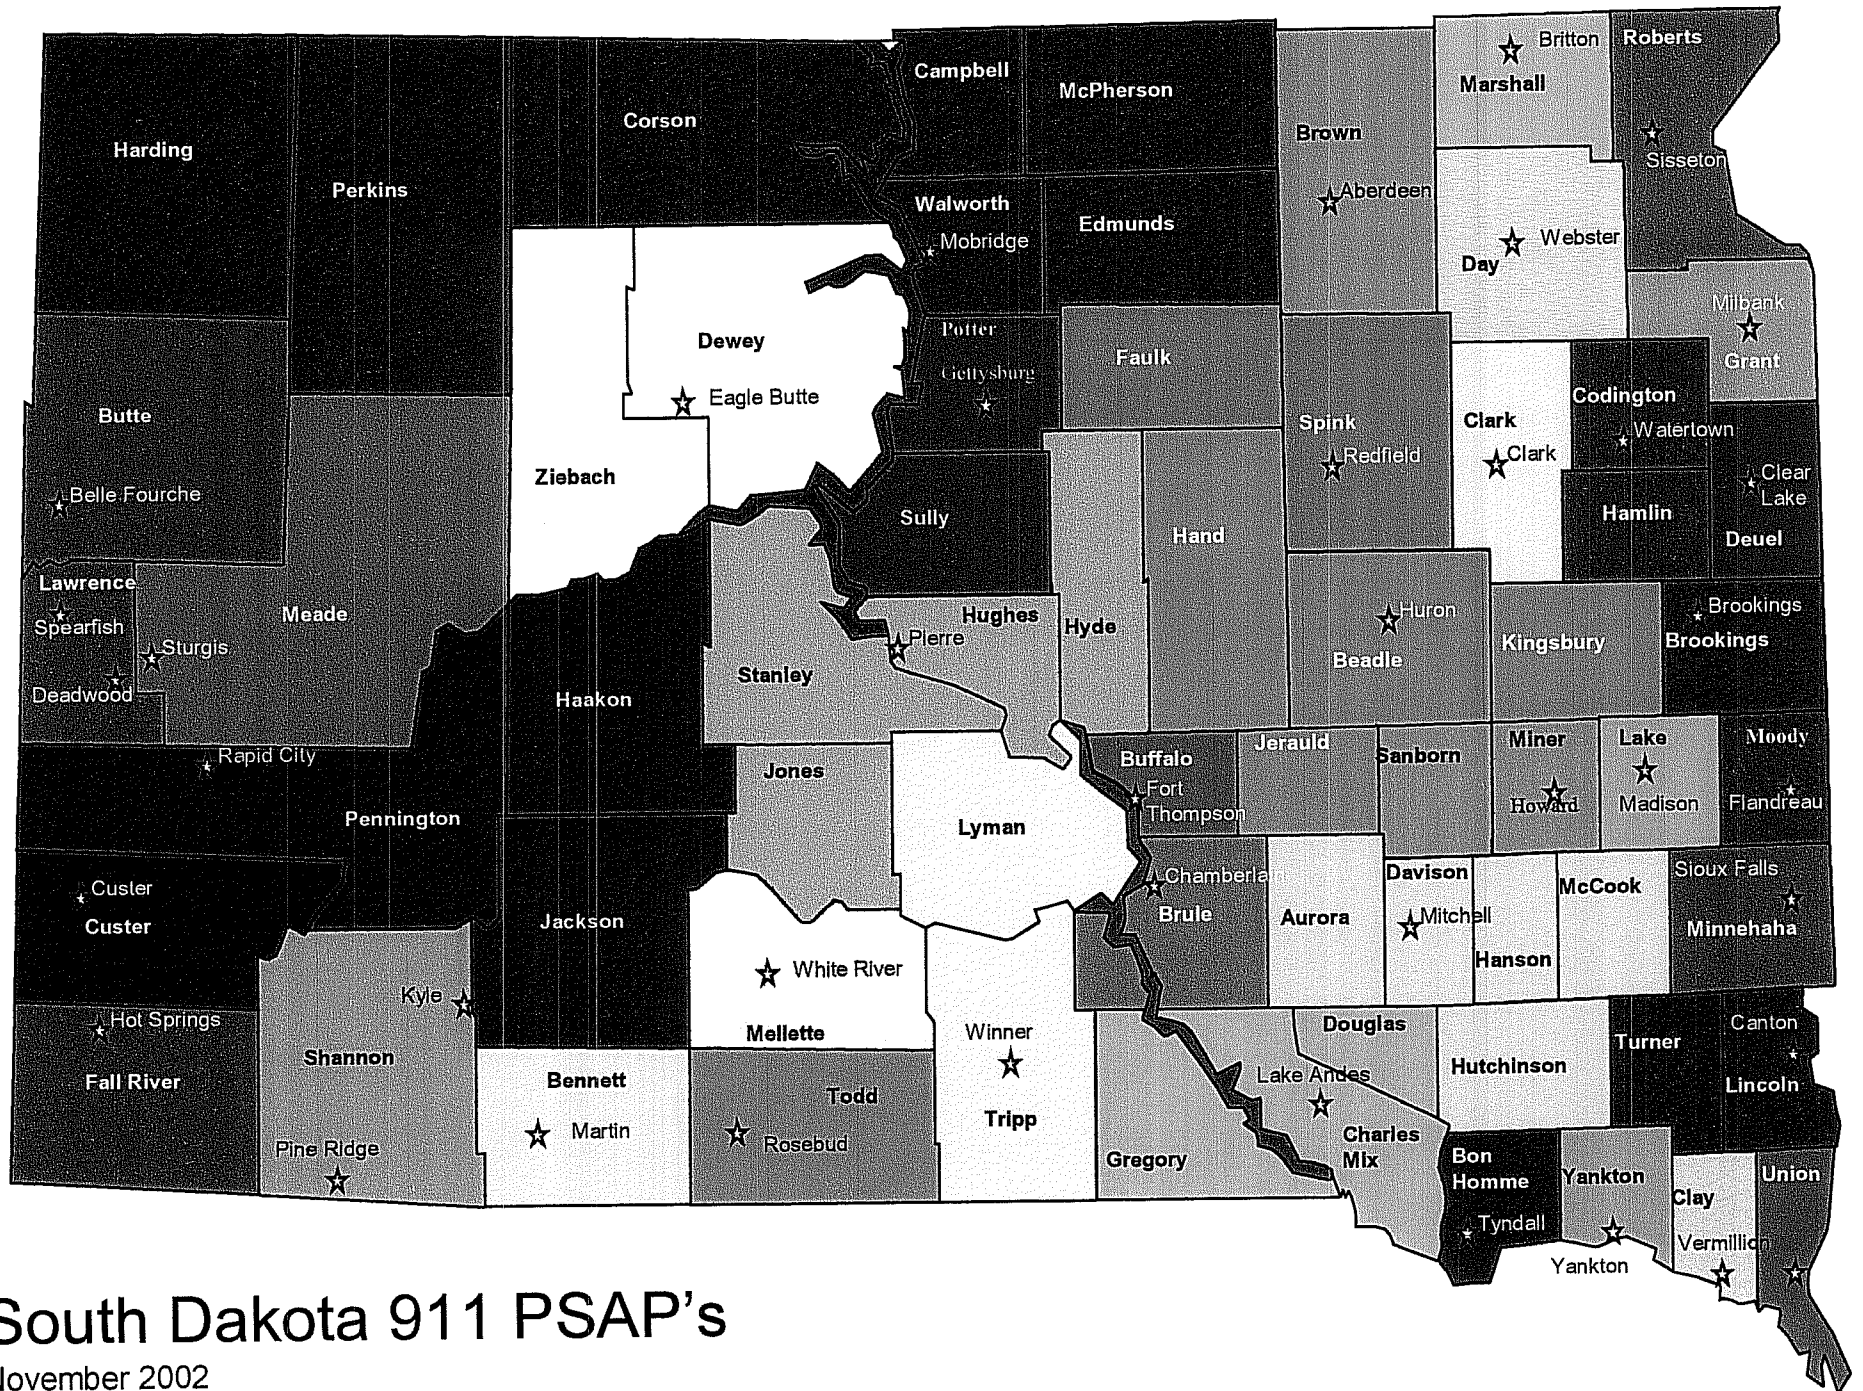 Britton
Roberts
Campbell
McPherson
Marshall
Corson
Brown
Harding
Sisseton
Perkins
Aberdeen
Walworth
Edmunds
Mobridge
Webster
Day
Milbank
Potter
Dewey
Faulk
Grant
Gettysburg
Eagle Butte
Codington
Butte
Spink
Clark
Watertown
Redfield
Clark
Ziebach
Clear
Lake
Belle Fourche
Sully
Hamlin
Hand
Deuel
Lawrence
Meade
Hughes
Huron
Brookings
Spearfish
Hyde
Pierre
Kingsbury
Brookings
Sturgis
Beadle
Stanley
Deadwood
Haakon
Rapid City
Jerauld
Miner
Lake
Moody
Buffalo
Sanborn
Jones
Fort
Thompson
Howard
Madison
Flandreau
Pennington
Lyman
Sioux Falls
Chamberlain
Davison
McCook
Custer
Brule
Aurora
Mitchell
Custer
Jackson
Minnehaha
Hanson
White River
Kyle
Hot Springs
Mellette
Winner
Douglas
Canton
Turner
Shannon
Hutchinson
Fall River
Bennett
Lake Andes
Lincoln
Todd
Tripp
Martin
Rosebud
Charles
Mix
Pine Ridge
Gregory
Bon
Homme
Yankton
Union
Clay
Tyndall
Vermillion
Yankton
South Dakota 911 PSAP's
November 2002